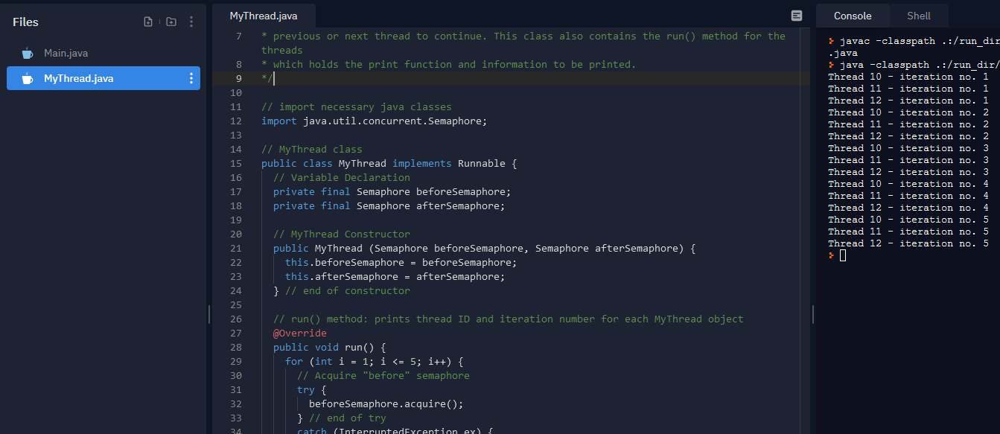 Files
Main.java
MyThread.java
MyThread.java
7 * previous or next thread to continue. This class also contains the run() method for the
threads
8 * which holds the print function and information to be printed.
9 */
10
11 // import necessary java classes
12 import java.util.concurrent.Semaphore;
13
14 // MyThread class
15 public class MyThread implements Runnable {
16 // Variable Declaration
17 private final Semaphore beforeSemaphore;
18 private final Semaphore afterSemaphore;
19
20 // MyThread Constructor
21 public MyThread (Semaphore beforeSemaphore, Semaphore afterSemaphore) {
22 this.beforeSemaphore = beforeSemaphore;
23 this.afterSemaphore = afterSemaphore;
24 } // end of constructor
25
26 // run() method: prints thread ID and iteration number for each MyThread object
27 @Override
28 public void run() {
29 for (int i = 1; i <= 5; i++) {
30 // Acquire "before" semaphore
31 try {
32 beforeSemaphore.acquire();
33 } // end of try
34 catch (InterruptedException ex) {
Console Shell
javac -classpath .:/run_dir
.java
java -classpath .:/run_dir/
Thread 10 - iteration no. 1
Thread 11 - iteration no. 1
Thread 12 - iteration no. 1
Thread 10 - iteration no. 2
Thread 11 - iteration no. 2
Thread 12 - iteration no. 2
Thread 10 - iteration no. 3
Thread 11 - iteration no. 3
Thread 12 - iteration no. 3
Thread 10 - iteration no. 4
Thread 11 - iteration no. 4
Thread 12 - iteration no. 4
Thread 10 - iteration no. 5
Thread 11 - iteration no. 5
Thread 12 - iteration no. 5